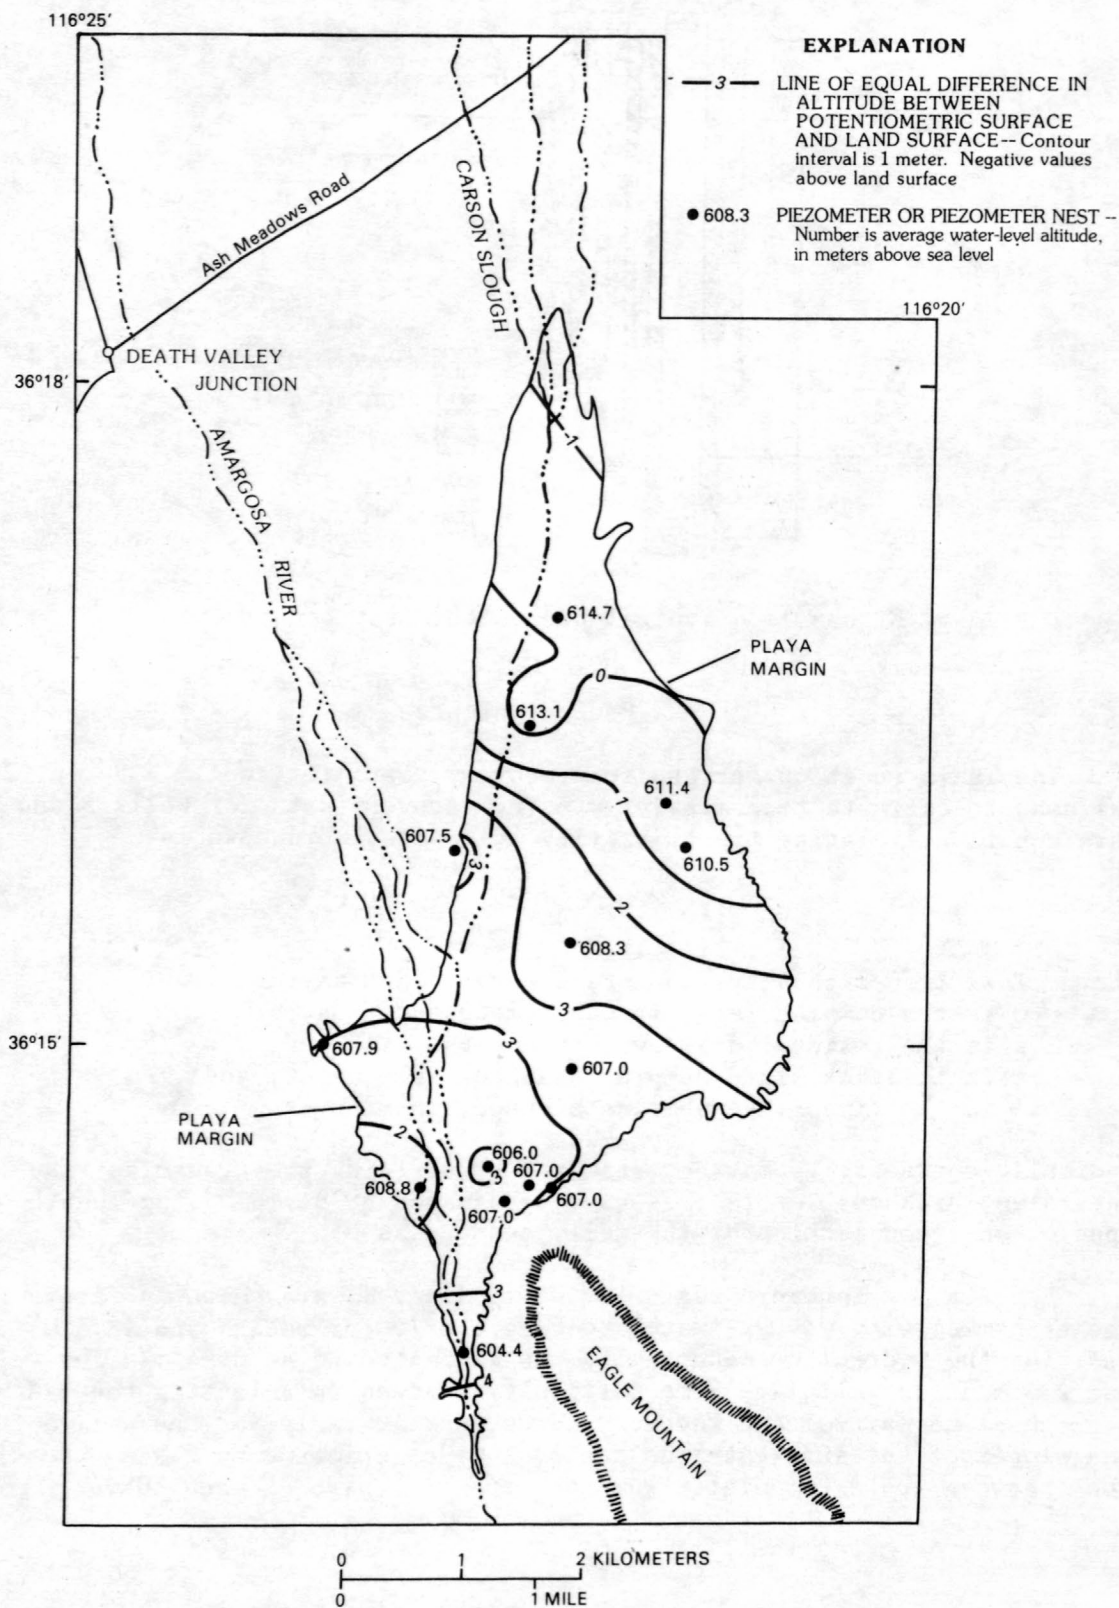 116°25'
EXPLANATION
3 LINE OF EQUAL DIFFERENCE IN
ALTITUDE BETWEEN
POTENTIOMETRIC SURFACE
AND LAND SURFACE -- Contour
interval is 1 meter. Negative values
above land surface
608.3 PIEZOMETER OR PIEZOMETER NEST --
Number is average water-level altitude,
in meters above sea level
116°20'
Ash Meadows Road
CARSON SLOUGH
DEATH VALLEY
JUNCTION
36°18'
AMARGOSA
RIVER
-1
614.7
PLAYA
MARGIN
0
613.1
611.4
1
607.5
3
610.5
2
608.3
3
36°15'
607.9
3
607.0
PLAYA
MARGIN
2
606.0
3
607.0
608.8
607.0
607.0
3
604.4
4
EAGLE MOUNTAIN
0 1 2 KILOMETERS
0 1 MILE